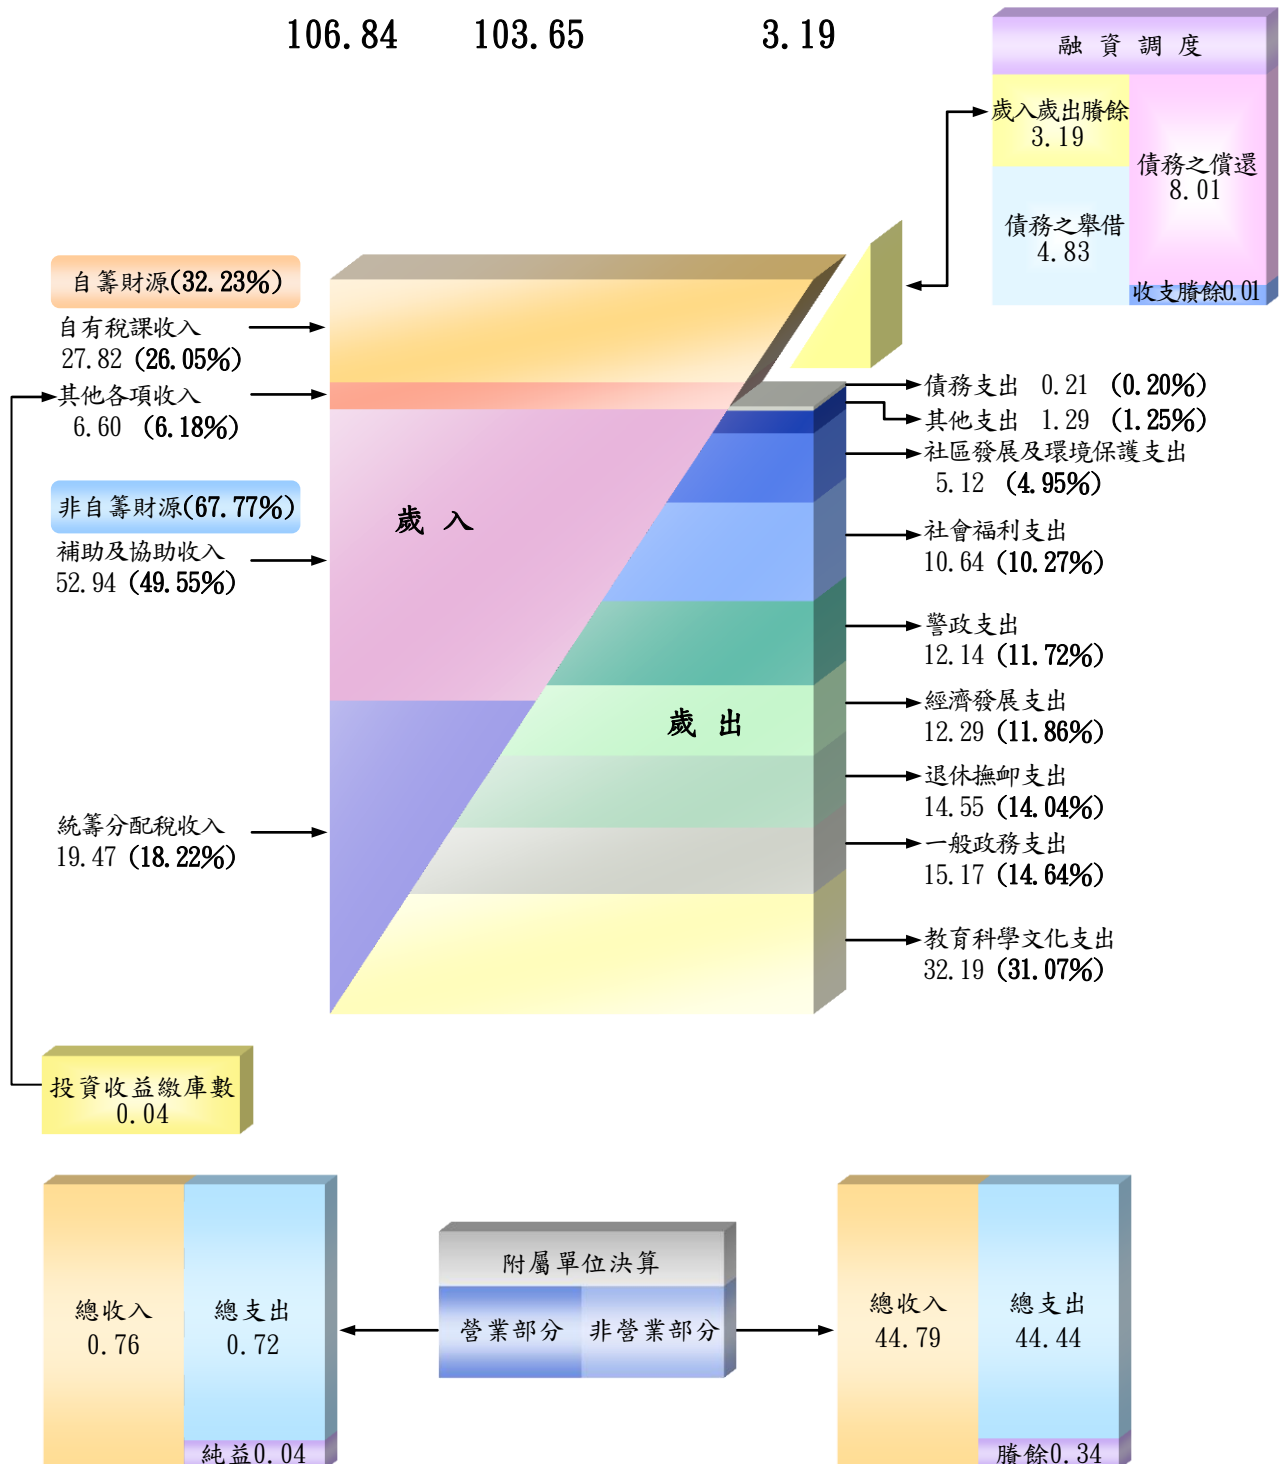 106.84 103.65 3.19
融資調度
歲入歲出賸餘
3.19
債務之償還
8.01
債務之舉借
4.83
收支賸餘0.01
自籌財源(32.23%)
自有稅課收入
27.82 (26.05%)
其他各項收入
6.60 (6.18%)
非自籌財源(67.77%)
補助及協助收入
52.94 (49.55%)
統籌分配稅收入
19.47 (18.22%)
歲入
歲出
債務支出 0.21 (0.20%)
其他支出 1.29 (1.25%)
社區發展及環境保護支出
5.12 (4.95%)
社會福利支出
10.64 (10.27%)
警政支出
12.14 (11.72%)
經濟發展支出
12.29 (11.86%)
退休撫卹支出
14.55 (14.04%)
一般政務支出
15.17 (14.64%)
教育科學文化支出
32.19 (31.07%)
投資收益繳庫數
0.04
總收入
0.76
總支出
0.72
純益0.04
附屬單位決算
營業部分 非營業部分
總收入
44.79
總支出
44.44
賸餘0.34